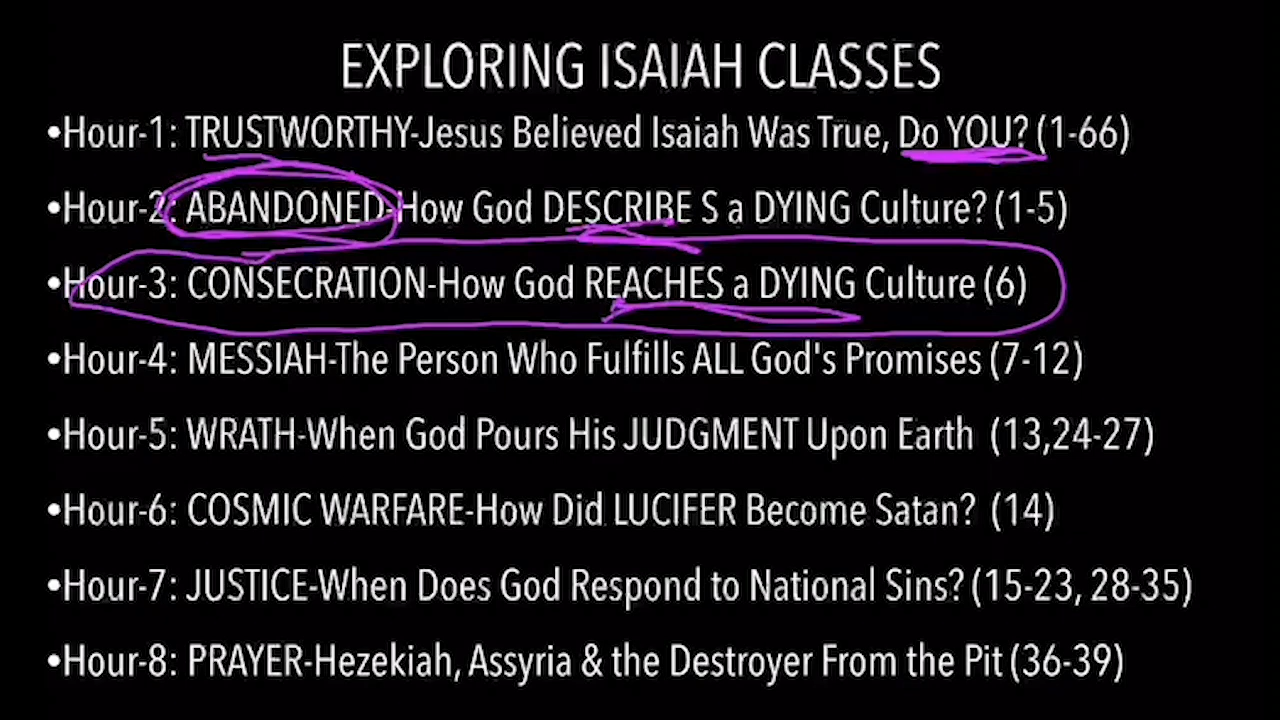 EXPLORING ISAIAH CLASSES
•Hour-1: TRUSTWORTHY-Jesus Believed Isaiah Was True, Do YOU? (1-66)
•Hour-2: ABANDONED-How God DESCRIBE S a DYING Culture? (1-5)
•Hour-3: CONSECRATION-How God REACHES a DYING Culture (6)
•Hour-4: MESSIAH-The Person Who Fulfills ALL God's Promises (7-12)
•Hour-5: WRATH-When God Pours His JUDGMENT Upon Earth (13,24-27)
•Hour-6: COSMIC WARFARE-How Did LUCIFER Become Satan? (14)
•Hour-7: JUSTICE-When Does God Respond to National Sins? (15-23, 28-35)
•Hour-8: PRAYER-Hezekiah, Assyria & the Destroyer From the Pit (36-39)